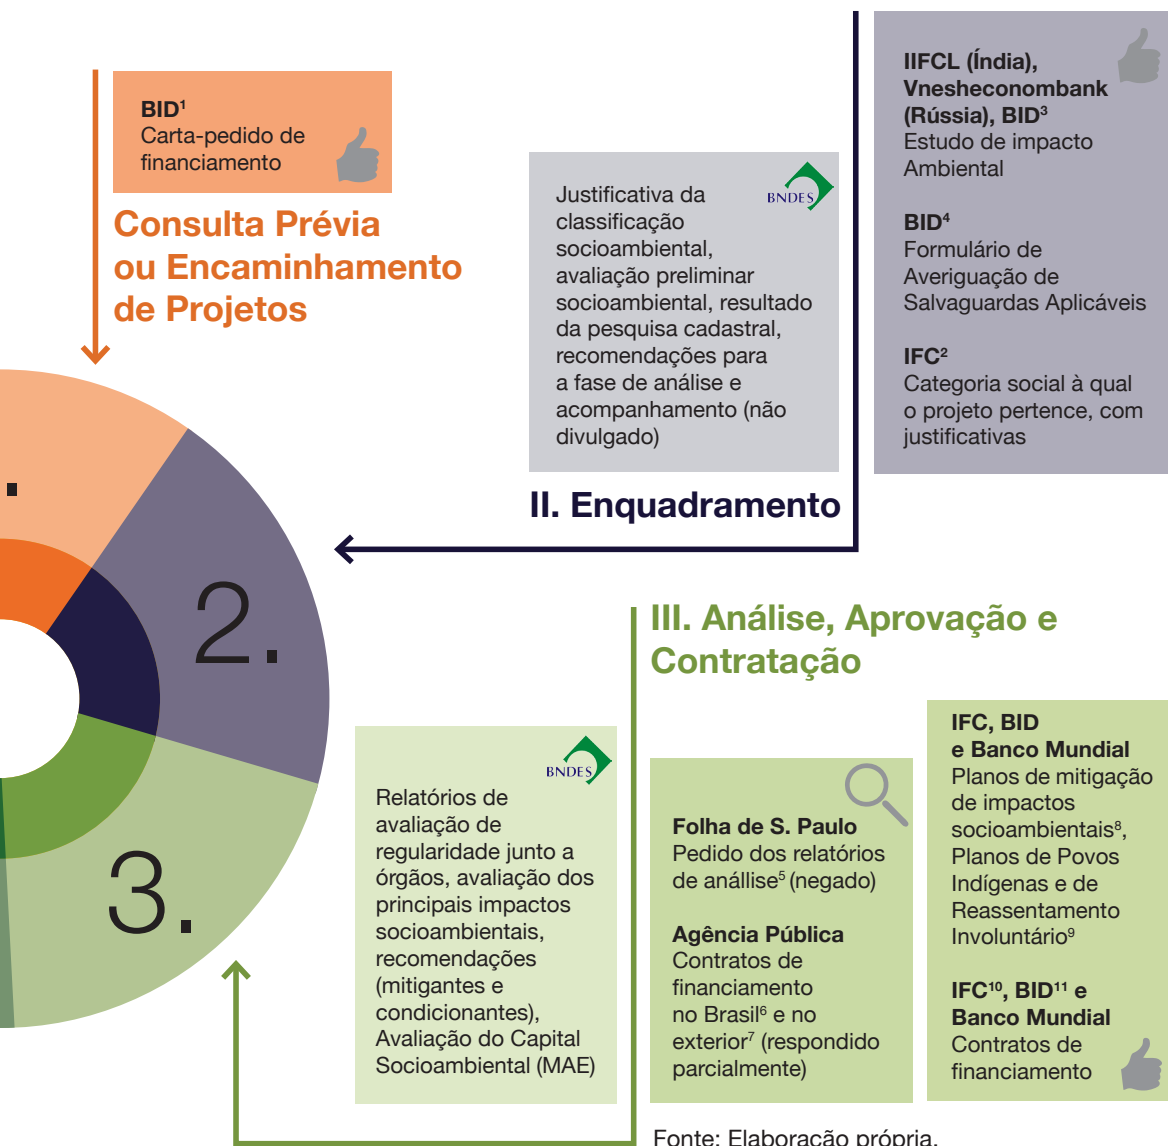 BID¹
Carta-pedido de
financiamento
Consulta Prévia
ou Encaminhamento
de Projetos
.
2.
3.
Justificativa da
classificação
socioambiental,
avaliação preliminar
socioambiental, resultado
da pesquisa cadastral,
recomendações para
a fase de análise e
acompanhamento (não
divulgado)
BNDES
II. Enquadramento
IIFCL (Índia),
Vnesheconombank
(Rússia), BID³
Estudo de impacto
Ambiental
BID⁴
Formulário de
Averiguação de
Salvaguardas Aplicáveis
IFC²
Categoria social à qual
o projeto pertence, com
justificativas
III. Análise, Aprovação e
Contratação
BNDES
Relatórios de
avaliação de
regularidade junto a
órgãos, avaliação dos
principais impactos
socioambientais,
recomendações
(mitigantes e
condicionantes),
Avaliação do Capital
Socioambiental (MAE)
Folha de S. Paulo
Pedido dos relatórios
de anállise⁵ (negado)
Agência Pública
Contratos de
financiamento
no Brasil⁶ e no
exterior⁷ (respondido
parcialmente)
IFC, BID
e Banco Mundial
Planos de mitigação
de impactos
socioambientais⁸,
Planos de Povos
Indígenas e de
Reassentamento
Involuntário⁹
IFC¹⁰, BID¹¹ e
Banco Mundial
Contratos de
financiamento
Fonte: Elaboração própria.